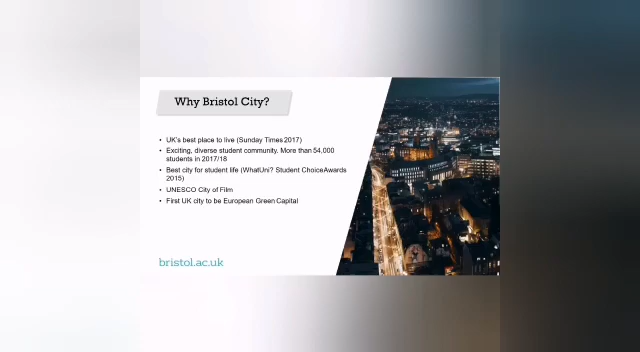 Why Bristol City?
• UK's best place to live (Sunday Times 2017)
• Exciting, diverse student community. More than 54,000
students in 2017/18
• Best city for student life (WhatUni? Student ChoiceAwards
2015)
• UNESCO City of Film
• First UK city to be European Green Capital
bristol.ac.uk